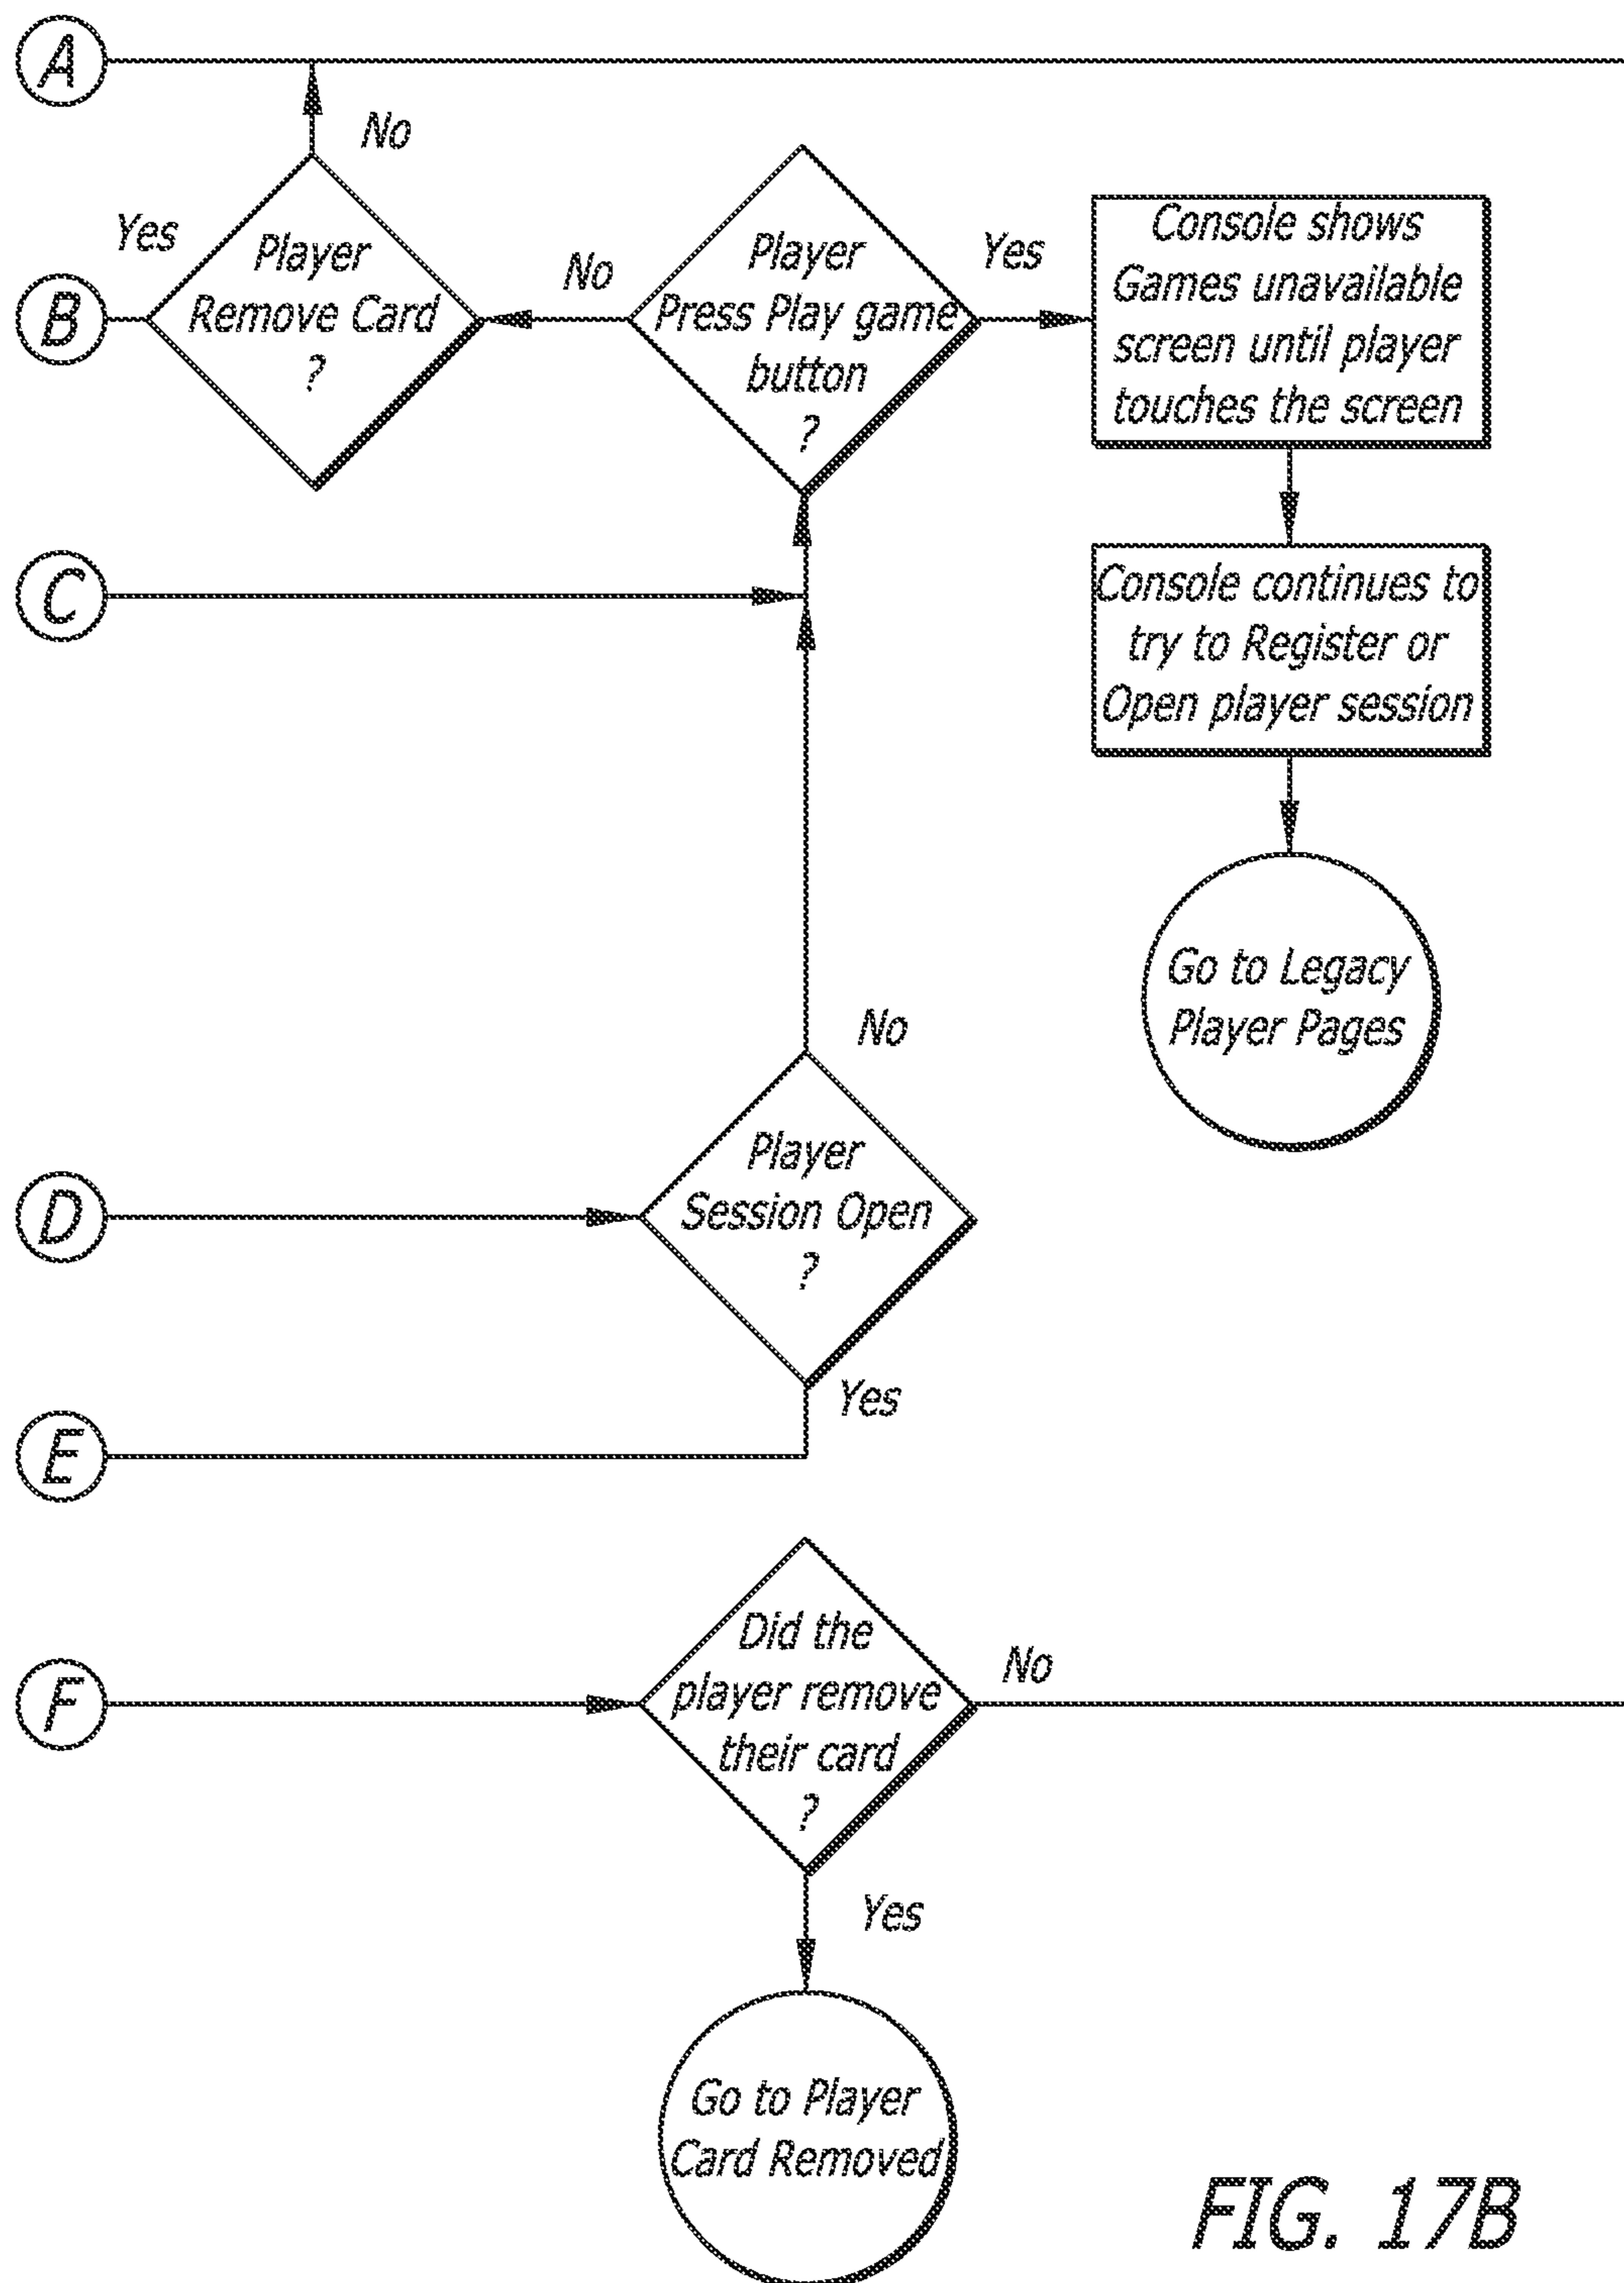 A
No
Yes
B
Player
Remove Card
?
No
Player
Press Play game
button
?
Yes
Console shows
Games unavailable
screen until player
touches the screen
C
Console continues to
try to Register or
Open player session
Go to Legacy
Player Pages
No
D
Player
Session Open
?
Yes
E
F
Did the
player remove
their card
?
No
Yes
Go to Player
Card Removed
FIG. 17B